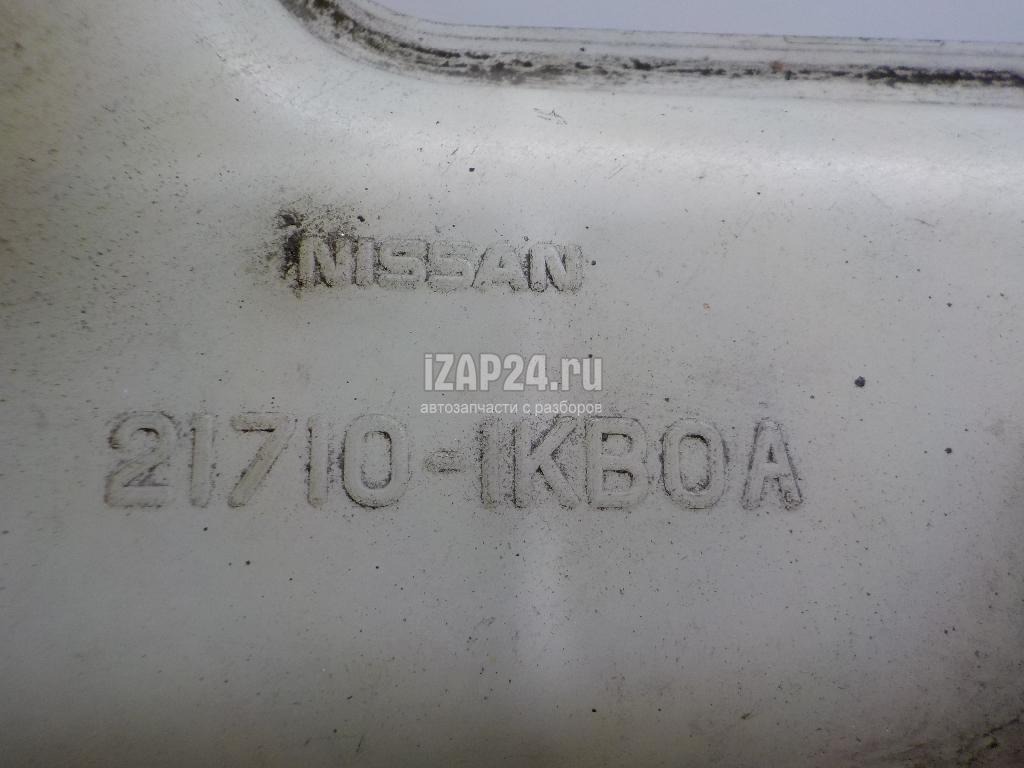 NISSAN
iZAP24.ru
автозапчасти с разборов
21710-1KB0A